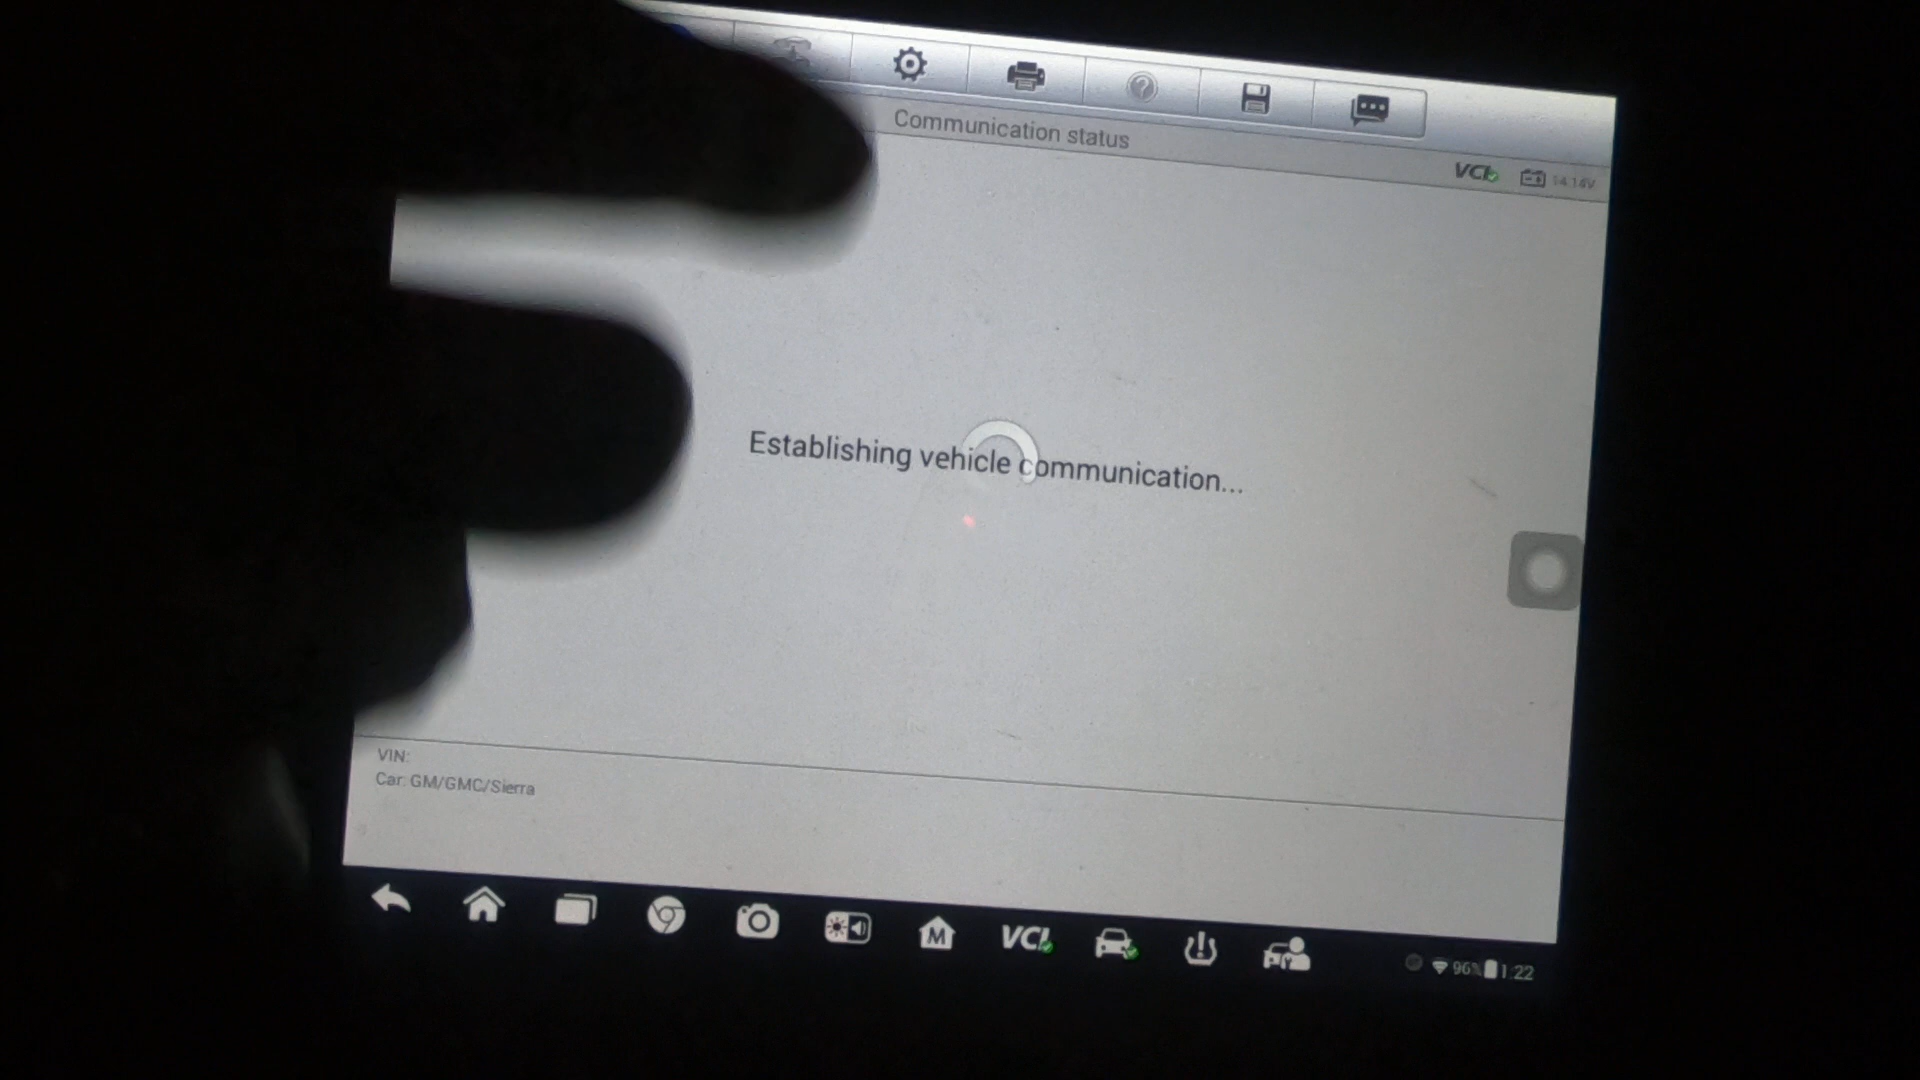 Communication status
VCI
14.14V
Establishing vehicle communication...
VIN:
Car: GM/GMC/Sierra
M
VCI
96% 1:22